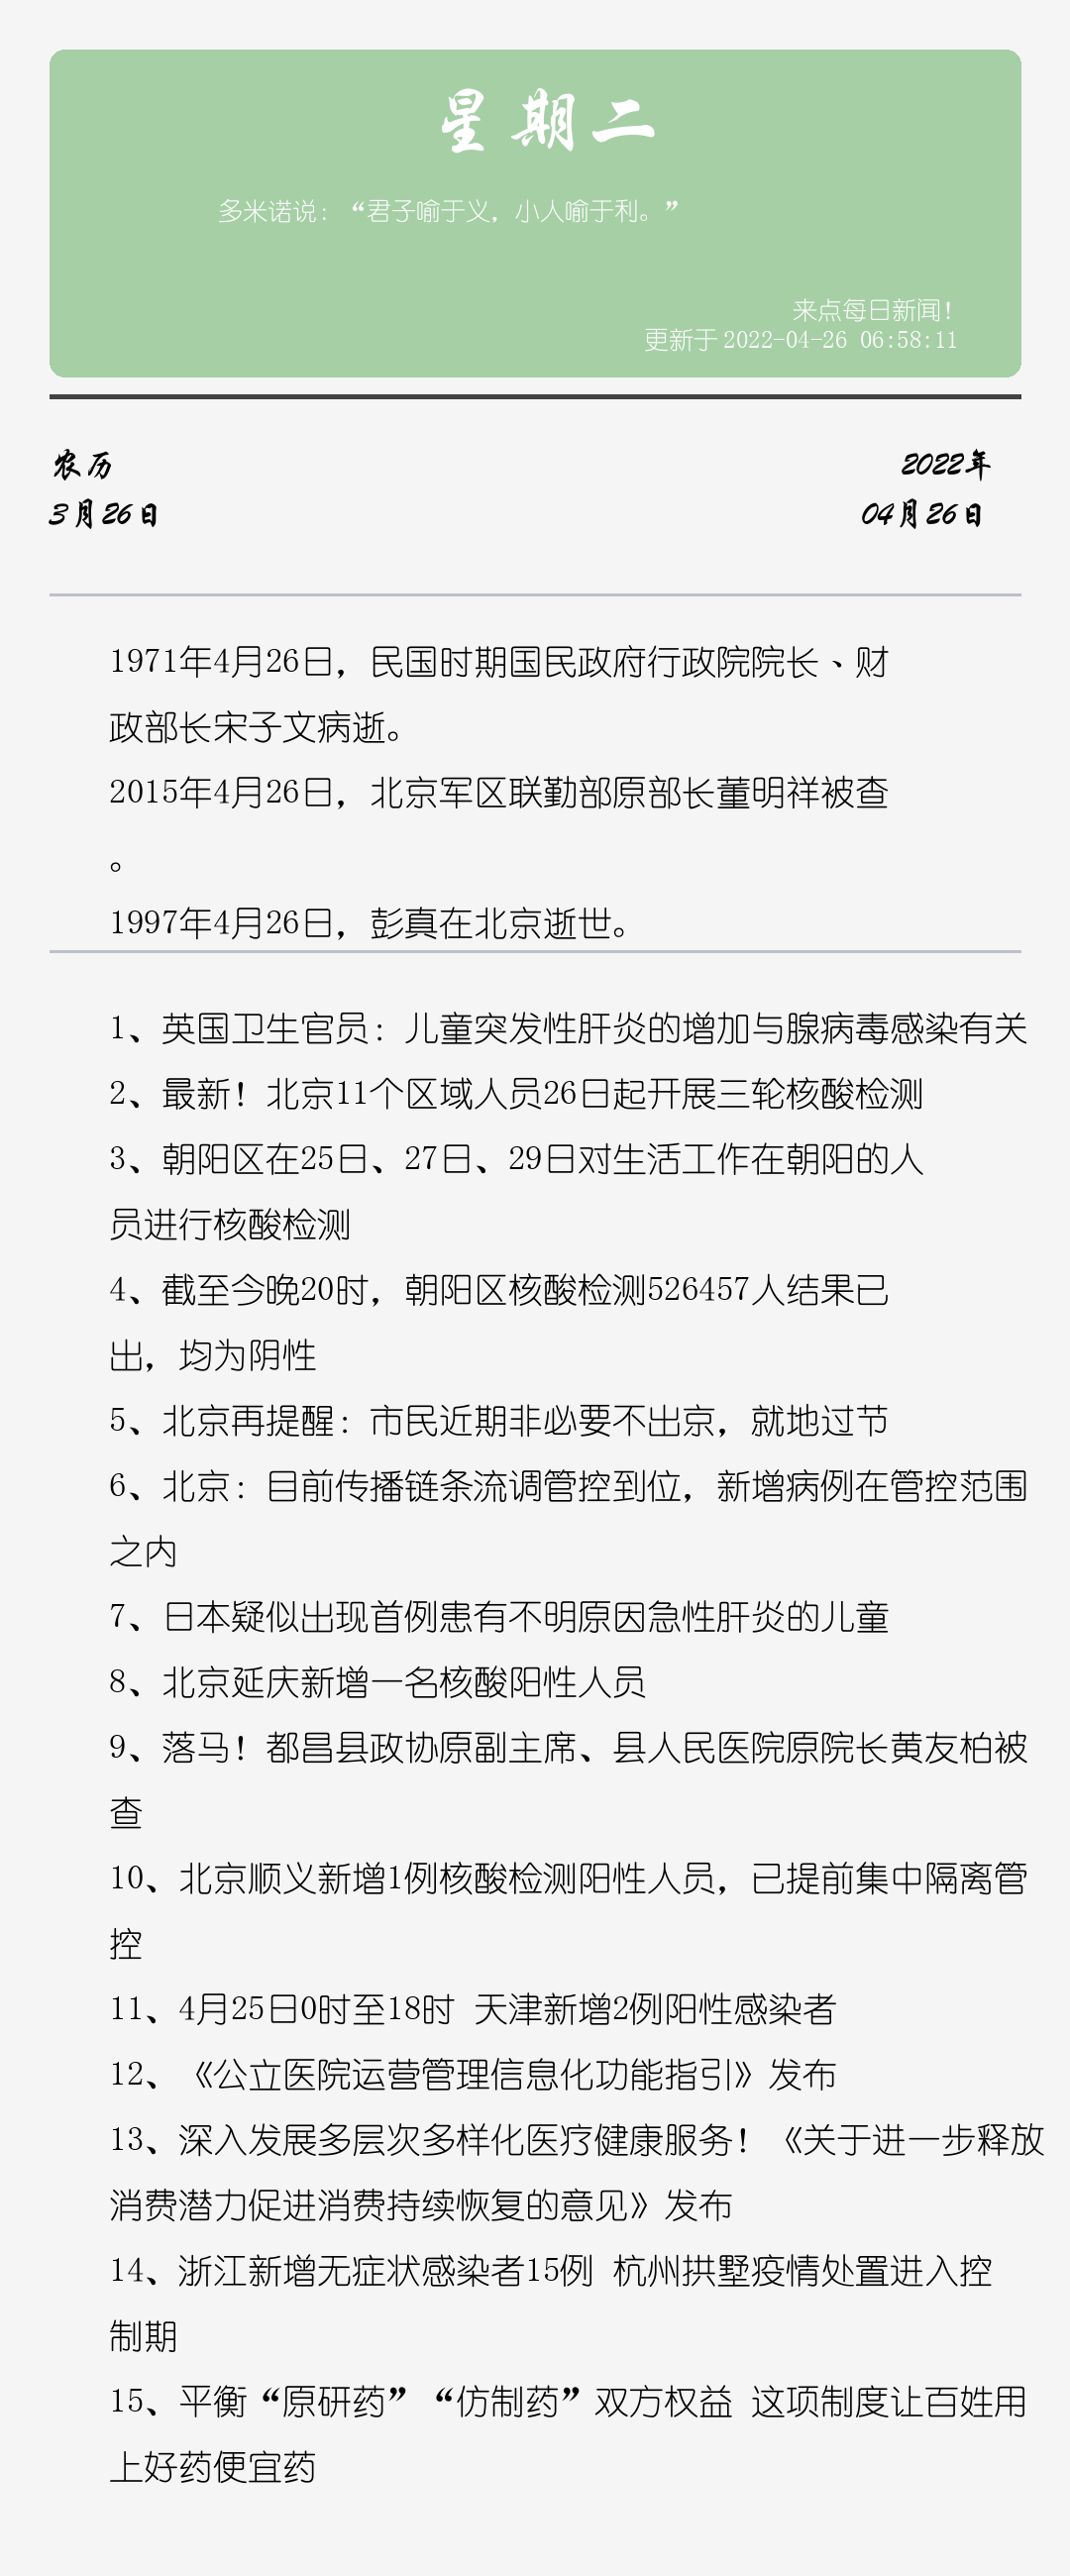 星期二
多米诺说：“君子喻于义，小人喻于利。”
来点每日新闻！
更新于 2022-04-26 06:58:11
农历
2022年
3月26日
04月26日
1971年4月26日，民国时期国民政府行政院院长、财
政部长宋子文病逝。
2015年4月26日，北京军区联勤部原部长董明祥被查
。
1997年4月26日，彭真在北京逝世。
1、英国卫生官员：儿童突发性肝炎的增加与腺病毒感染有关
2、最新！北京11个区域人员26日起开展三轮核酸检测
3、朝阳区在25日、27日、29日对生活工作在朝阳的人
员进行核酸检测
4、截至今晚20时，朝阳区核酸检测526457人结果已
出，均为阴性
5、北京再提醒：市民近期非必要不出京，就地过节
6、北京：目前传播链条流调管控到位，新增病例在管控范围
之内
7、日本疑似出现首例患有不明原因急性肝炎的儿童
8、北京延庆新增一名核酸阳性人员
9、落马！都昌县政协原副主席、县人民医院原院长黄友柏被
查
10、北京顺义新增1例核酸检测阳性人员，已提前集中隔离管
控
11、4月25日0时至18时 天津新增2例阳性感染者
12、《公立医院运营管理信息化功能指引》发布
13、深入发展多层次多样化医疗健康服务！《关于进一步释放
消费潜力促进消费持续恢复的意见》发布
14、浙江新增无症状感染者15例 杭州拱墅疫情处置进入控
制期
15、平衡“原研药”“仿制药”双方权益 这项制度让百姓用
上好药便宜药